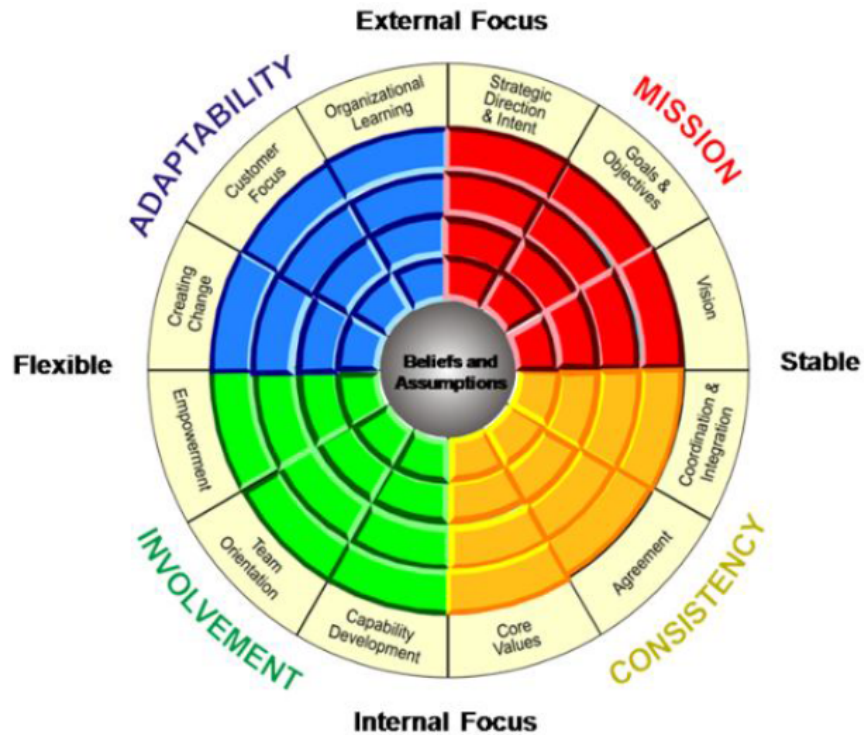 External Focus
ADAPTABILITY
MISSION
Organizational
Learning
Strategic
Direction
& Intent
Customer
Focus
Goals &
Objectives
Creating
Change
Vision
Flexible
Beliefs and
Assumptions
Stable
Empowerment
Coordination &
Integration
Team
Orientation
Agreement
Capability
Development
Core
Values
INVOLVEMENT
CONSISTENCY
Internal Focus